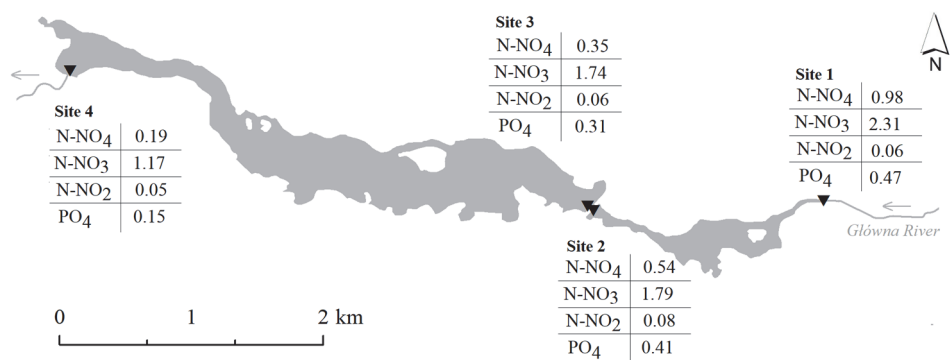 Site 3
N-NO4 0.35
N-NO3 1.74
N-NO2 0.06
PO4 0.31
N
Site 1
N-NO4 0.98
N-NO3 2.31
N-NO2 0.06
PO4 0.47
Site 4
N-NO4 0.19
N-NO3 1.17
N-NO2 0.05
PO4 0.15
Główna River
Site 2
N-NO4 0.54
N-NO3 1.79
N-NO2 0.08
PO4 0.41
0 1 2 km